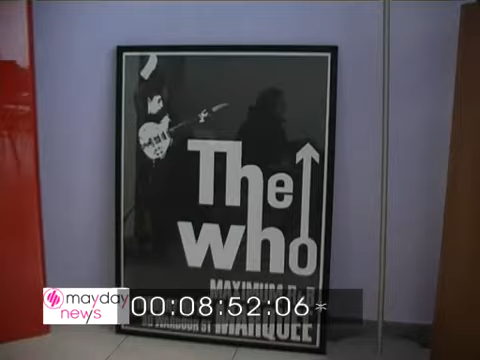 The
who
MAXIMUM R&B
MARQUEE
mayday
news
00:08:52:06*